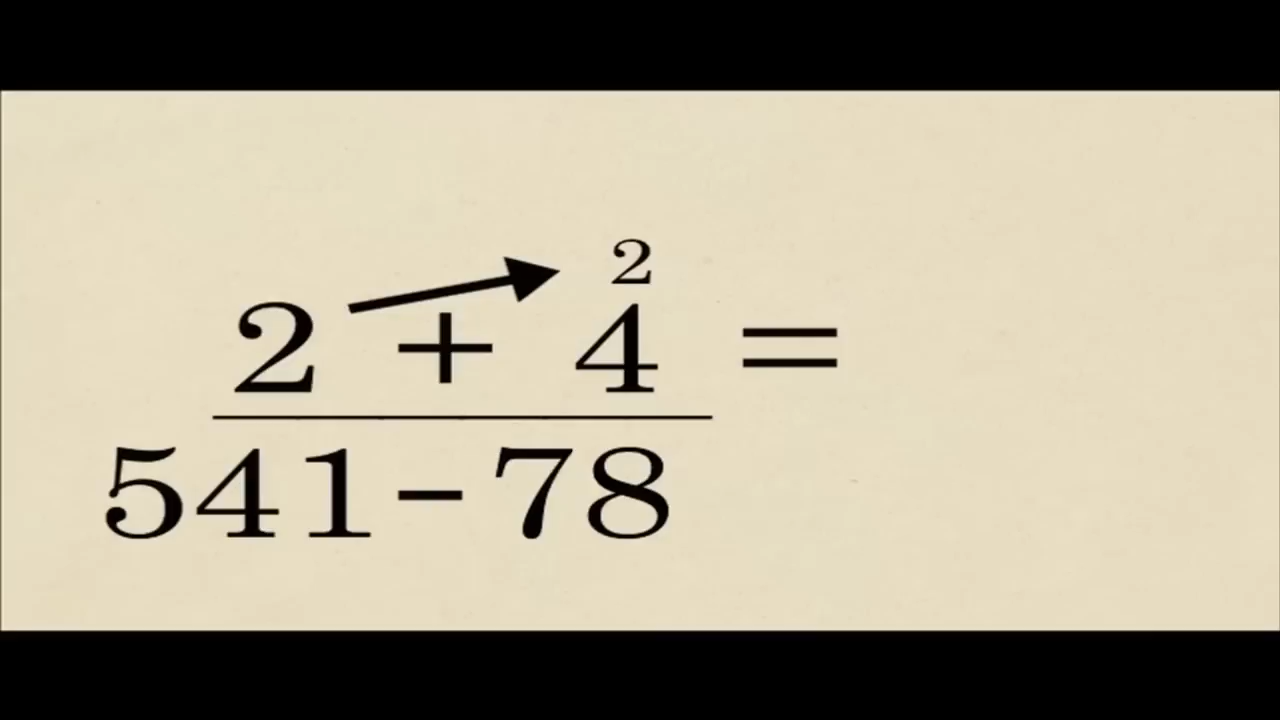 2
2 + 4 =
541-78